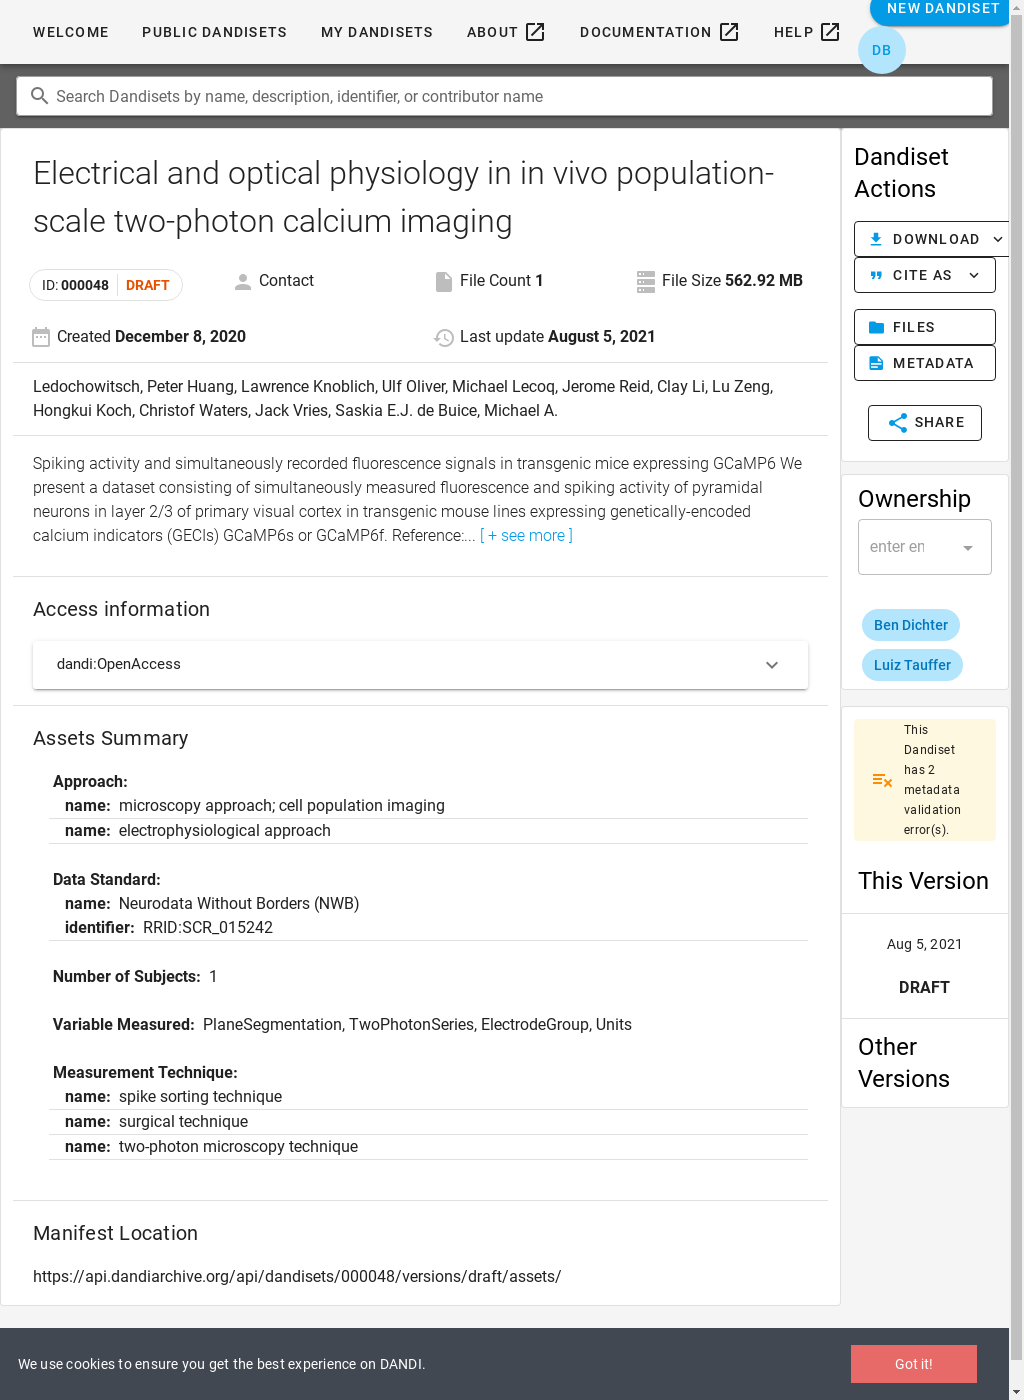 WELCOME PUBLIC DANDISETS MY DANDISETS ABOUT DOCUMENTATION HELP NEW DANDISET
DB
Search Dandisets by name, description, identifier, or contributor name
Electrical and optical physiology in in vivo population-
scale two-photon calcium imaging
ID: 000048 DRAFT Contact File Count 1 File Size 562.92 MB
Created December 8, 2020 Last update August 5, 2021
Ledochowitsch, Peter Huang, Lawrence Knoblich, Ulf Oliver, Michael Lecoq, Jerome Reid, Clay Li, Lu Zeng,
Hongkui Koch, Christof Waters, Jack Vries, Saskia E.J. de Buice, Michael A.
Spiking activity and simultaneously recorded fluorescence signals in transgenic mice expressing GCaMP6 We
present a dataset consisting of simultaneously measured fluorescence and spiking activity of pyramidal
neurons in layer 2/3 of primary visual cortex in transgenic mouse lines expressing genetically-encoded
calcium indicators (GECIs) GCaMP6s or GCaMP6f. Reference:... [ + see more ]
Access information
dandi:OpenAccess
Assets Summary
Approach:
name: microscopy approach; cell population imaging
name: electrophysiological approach
Data Standard:
name: Neurodata Without Borders (NWB)
identifier: RRID:SCR_015242
Number of Subjects: 1
Variable Measured: PlaneSegmentation, TwoPhotonSeries, ElectrodeGroup, Units
Measurement Technique:
name: spike sorting technique
name: surgical technique
name: two-photon microscopy technique
Manifest Location
https://api.dandiarchive.org/api/dandisets/000048/versions/draft/assets/
Dandiset
Actions
DOWNLOAD
CITE AS
FILES
METADATA
SHARE
Ownership
enter en
Ben Dichter
Luiz Tauffer
This
Dandiset
has 2
metadata
validation
error(s).
This Version
Aug 5, 2021
DRAFT
Other
Versions
We use cookies to ensure you get the best experience on DANDI.
Got it!